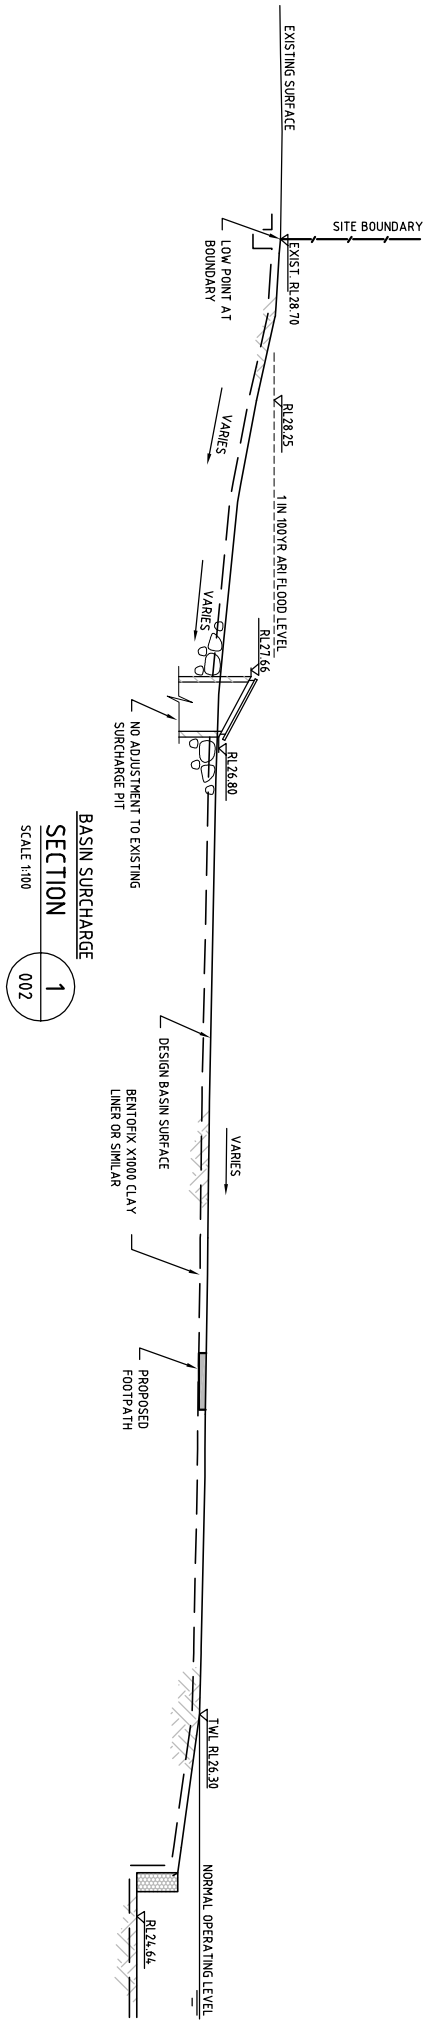 EXISTING SURFACE
SITE BOUNDARY
EXIST. RL28.70
LOW POINT AT
BOUNDARY
RL28.25
VARIES
1 IN 100YR ARI FLOOD LEVEL
VARIES
RL27.66
RL26.80
NO ADJUSTMENT TO EXISTING
SURCHARGE PIT
DESIGN BASIN SURFACE
BENTOFIX X1000 CLAY
LINER OR SIMILAR
VARIES
PROPOSED
FOOTPATH
TWL RL26.30
NORMAL OPERATING LEVEL
RL24.64
BASIN SURCHARGE
SECTION
SCALE 1:100
1
002